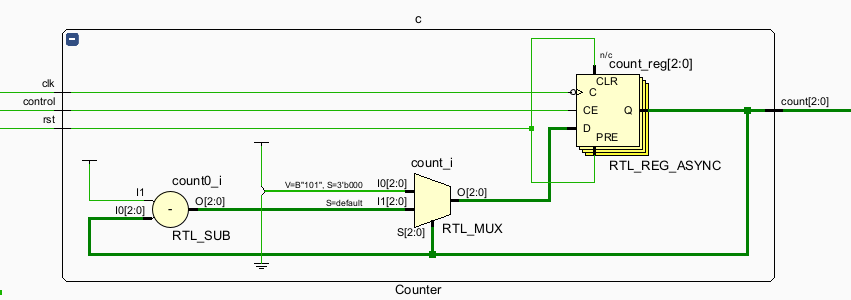 c
n/c
count_reg[2:0]
clk
CLR
C
control
CE
Q
count[2:0]
rst
D
PRE
RTL_REG_ASYNC
count_i
count0_i
V=B"101", S=3'b000
I0[2:0]
I1
O[2:0]
I0[2:0]
-
O[2:0]
S=default
I1[2:0]
RTL_SUB
S[2:0]
RTL_MUX
Counter